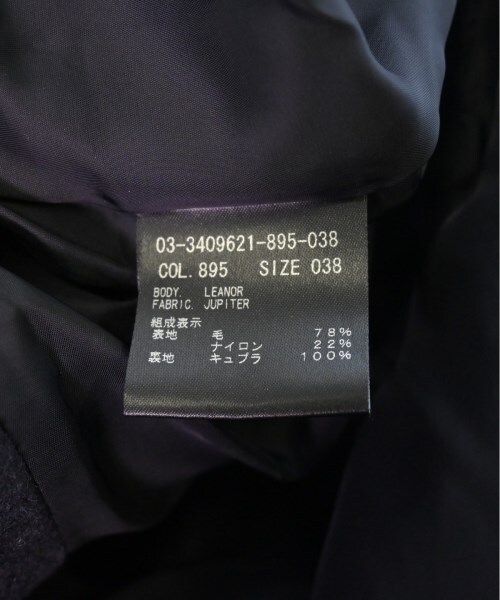 03-3409621-895-038
COL. 895 SIZE 038
BODY. LEANOR
FABRIC. JUPITER
組成表示
表地 毛 78%
ナイロン 22%
裏地 キュプラ 100%